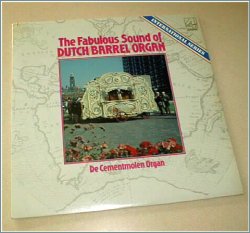 INTERNATIONAL SERIES
The Fabulous Sound of
DUTCH BARREL ORGAN
De Cementmolen Organ